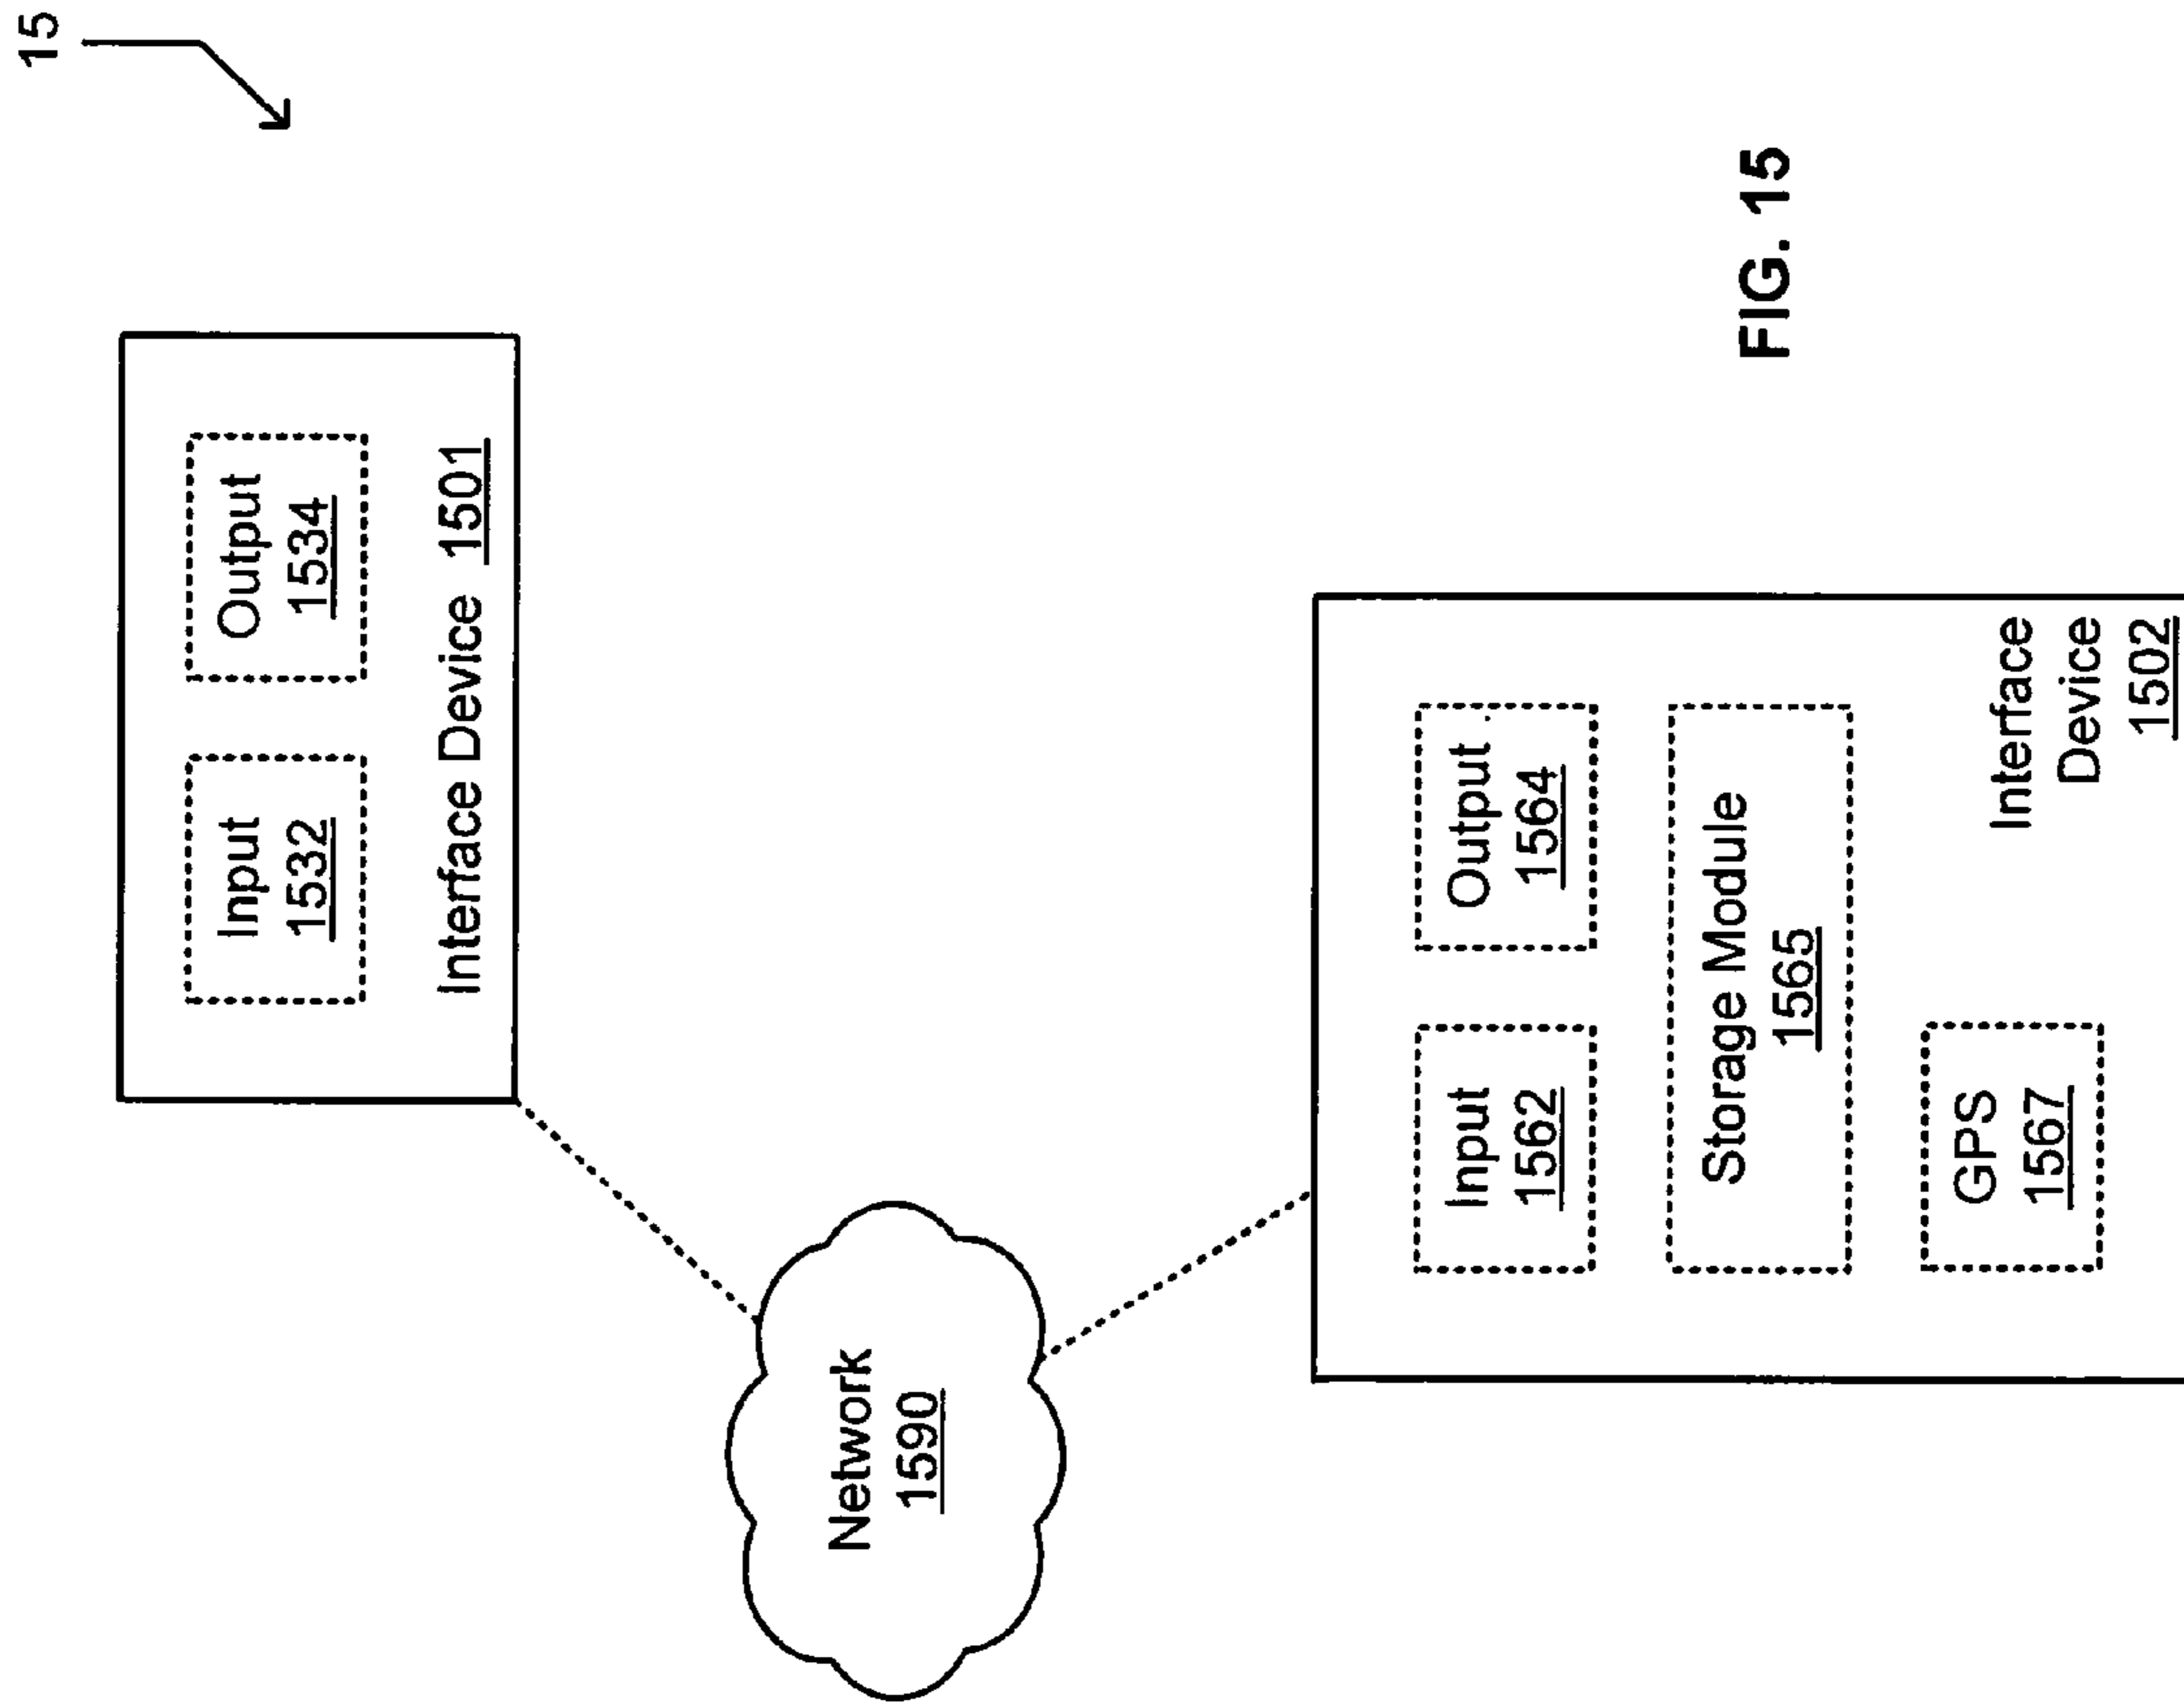 15
Input
1532
Output
1534
Interface Device 1501
Network
1590
Input
1562
Output
1564
Storage Module
1565
GPS
1567
Interface
Device
1502
FIG. 15